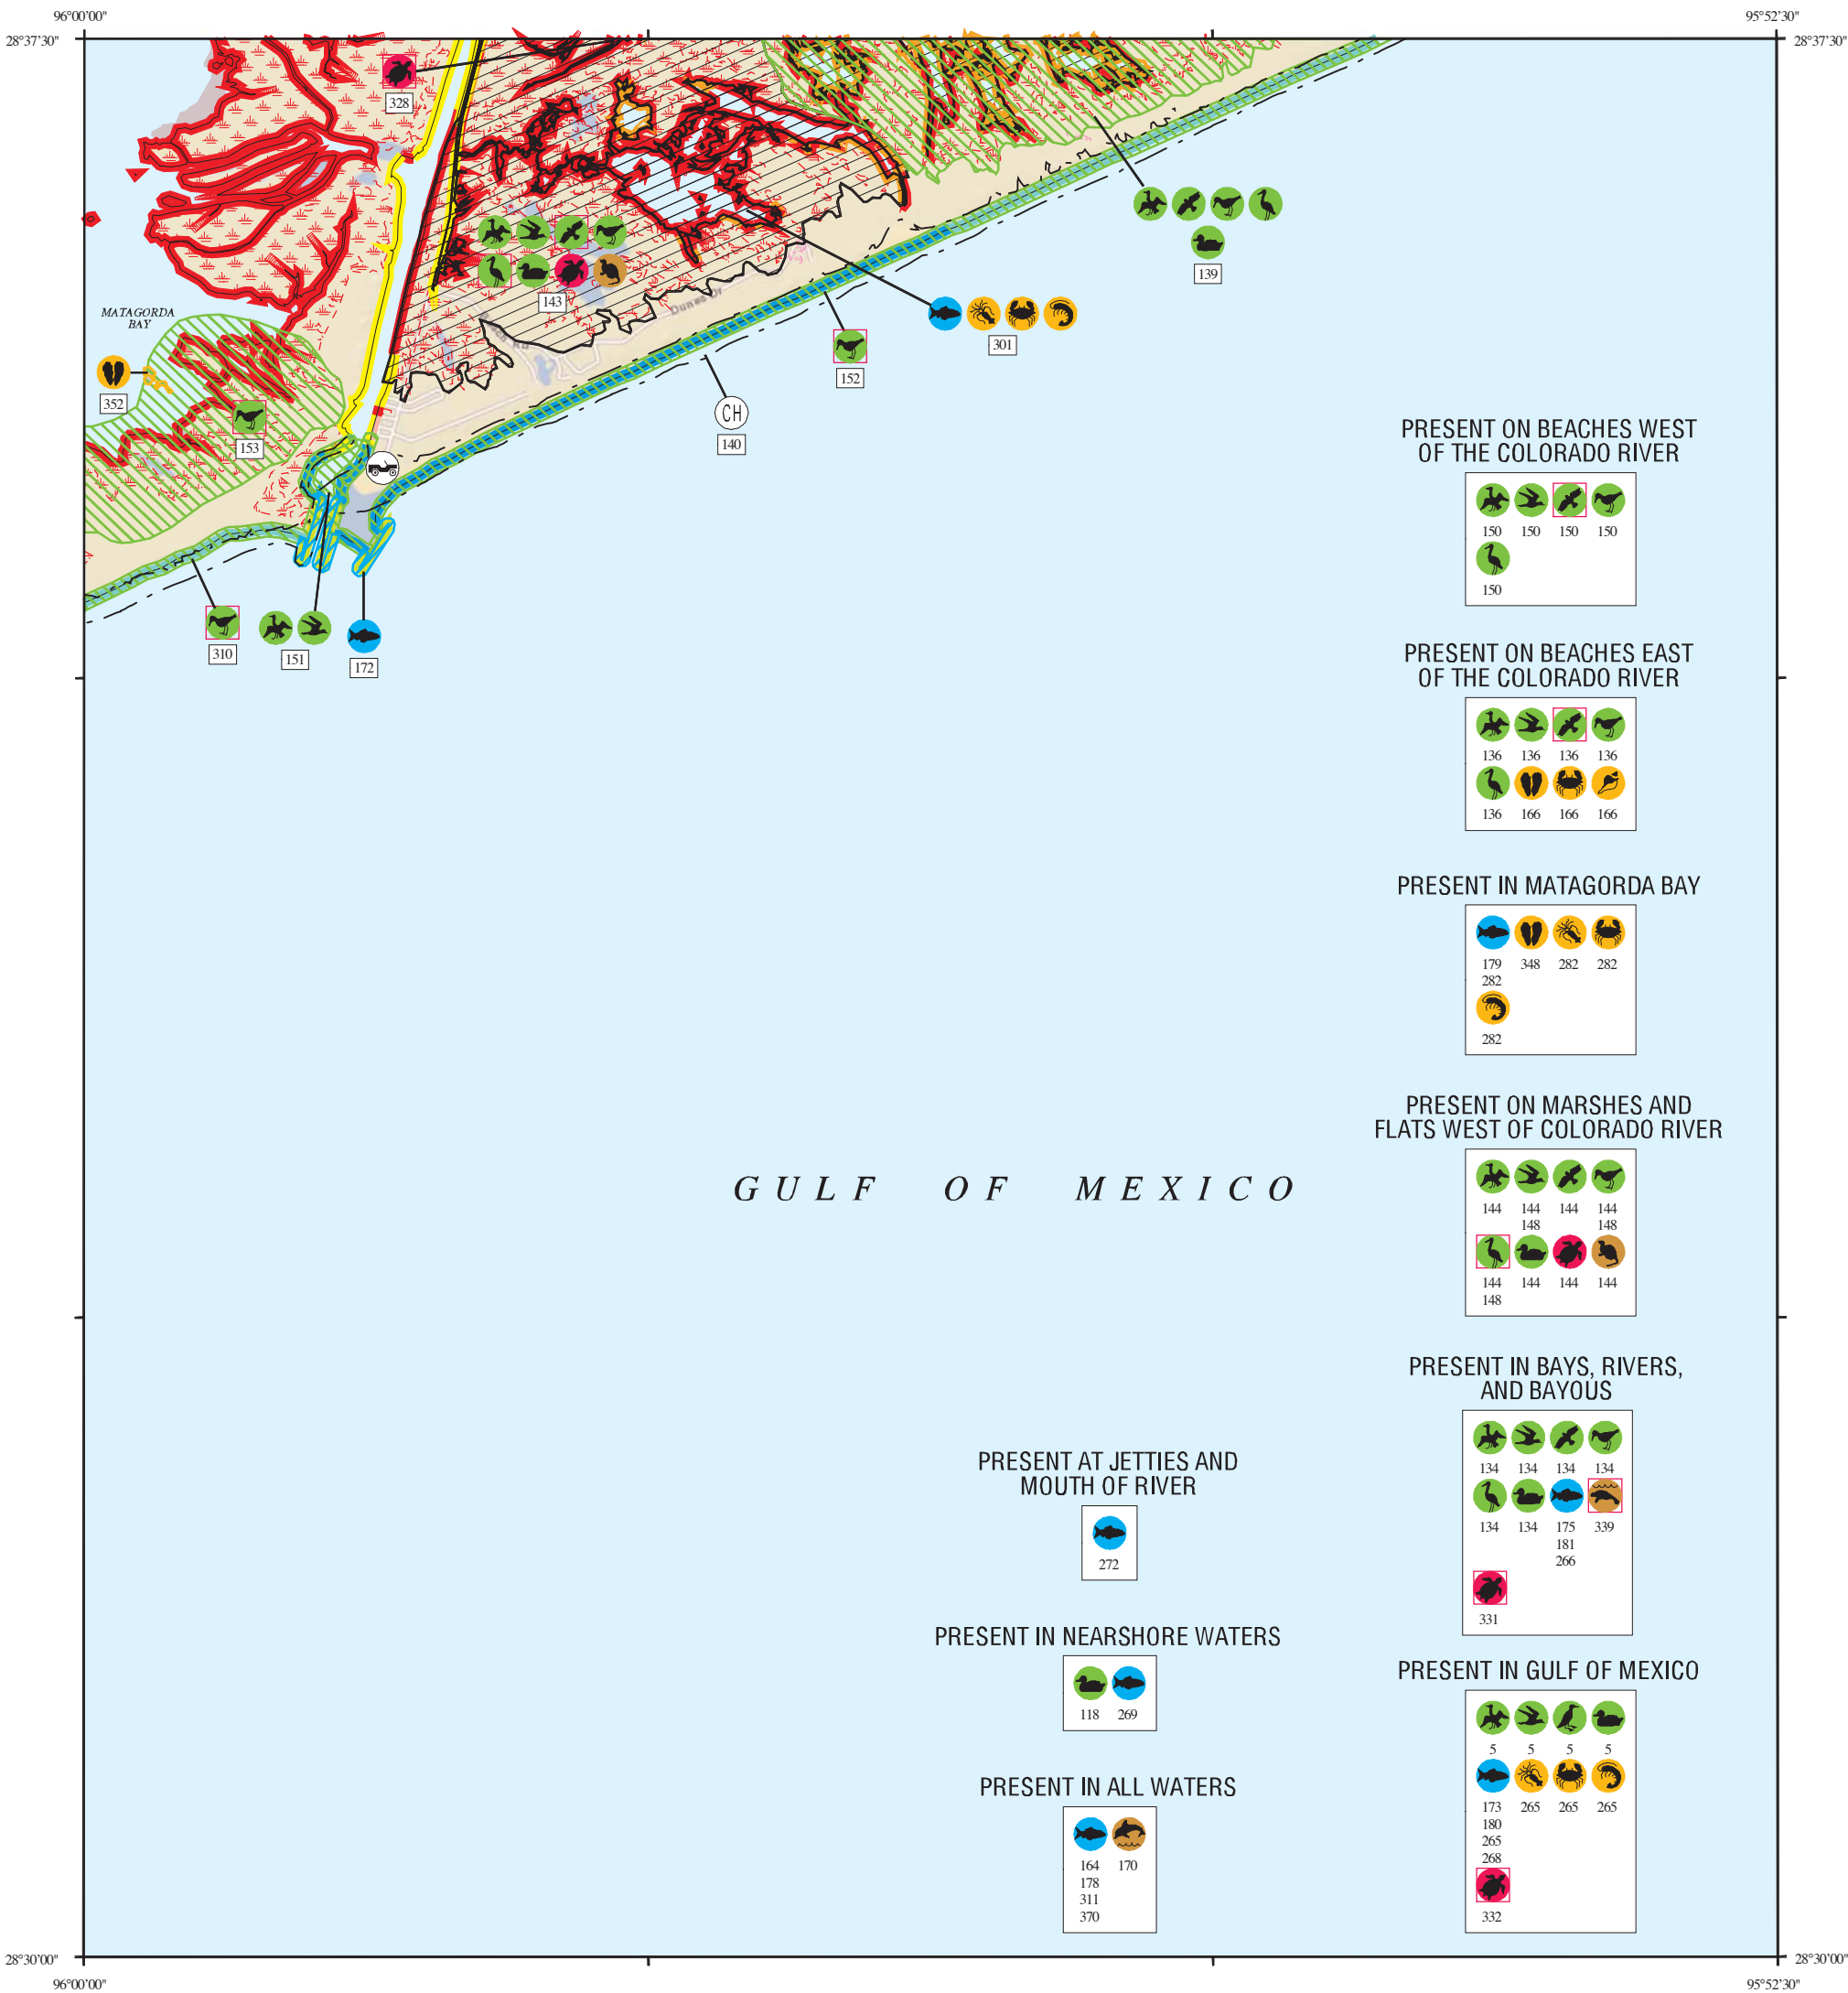 96°00'00"
95°52'30"
28°37'30"
28°37'30"
328
143
139
MATAGORDA
BAY
Beach Rd
Dunes Dr
301
152
352
153
CH
140
310
151
172
PRESENT ON BEACHES WEST
OF THE COLORADO RIVER
150 150 150 150
150
PRESENT ON BEACHES EAST
OF THE COLORADO RIVER
136 136 136 136
136 166 166 166
PRESENT IN MATAGORDA BAY
179 348 282 282
282
282
PRESENT ON MARSHES AND
FLATS WEST OF COLORADO RIVER
144 144 144 144
148 148
144 144 144 144
148
GULF OF MEXICO
PRESENT IN BAYS, RIVERS,
AND BAYOUS
134 134 134 134
134 134 175 339
181
266
331
PRESENT AT JETTIES AND
MOUTH OF RIVER
272
PRESENT IN NEARSHORE WATERS
118 269
PRESENT IN GULF OF MEXICO
5 5 5 5
173 265 265 265
180
265
268
332
PRESENT IN ALL WATERS
164 170
178
311
370
28°30'00"
28°30'00"
96°00'00"
95°52'30"